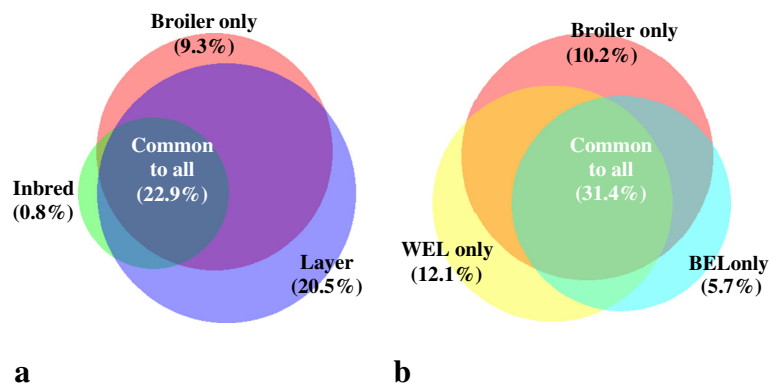 Broiler only
(9.3%)
Common
to all
(22.9%)
Inbred
(0.8%)
Layer
(20.5%)
a
Broiler only
(10.2%)
Common
to all
(31.4%)
WEL only
(12.1%)
BELonly
(5.7%)
b